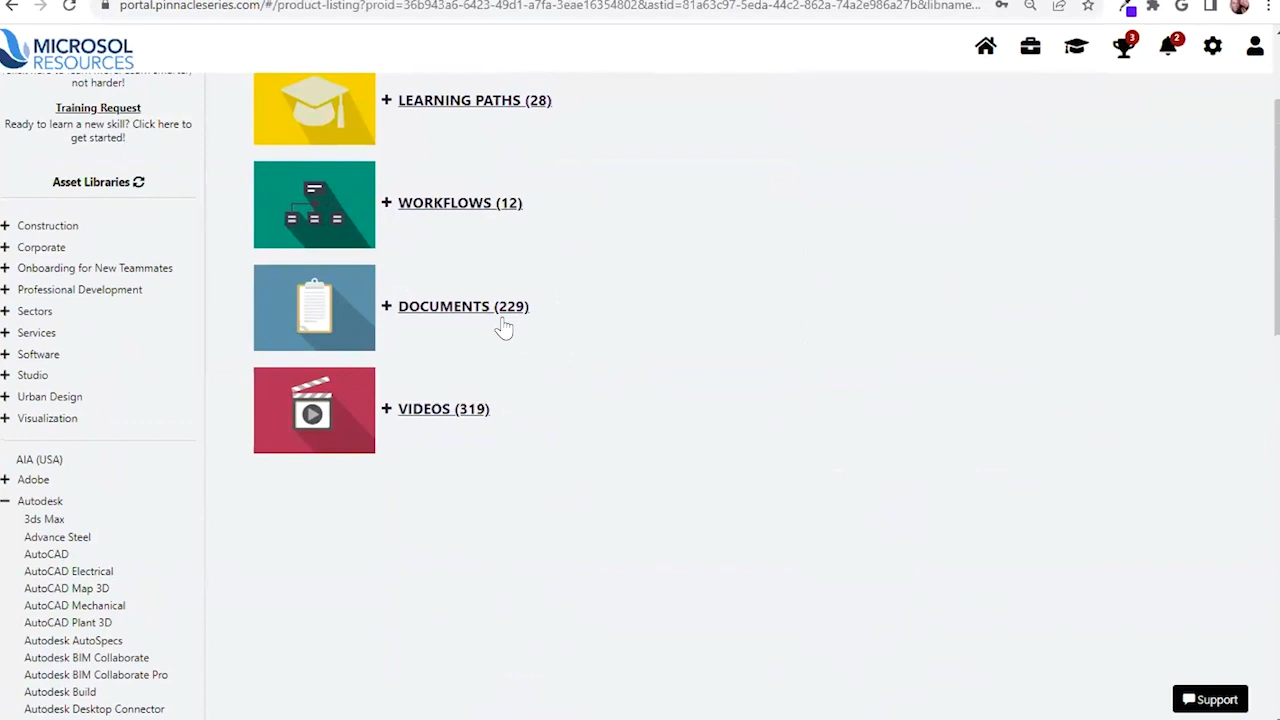 portal.pinnacleseries.com/#/product-listing?proid=36b943a6-6423-49d1-a7fa-3eae16354802&astid=81a63c97-5eda-44c2-862a-74a2e986a27b&libname...
MICROSOL
RESOURCES
3
2
not harder!
Training Request
Ready to learn a new skill? Click here to
get started!
Asset Libraries
Construction
Corporate
Onboarding for New Teammates
Professional Development
Sectors
Services
Software
Studio
Urban Design
Visualization
AIA (USA)
Adobe
Autodesk
3ds Max
Advance Steel
AutoCAD
AutoCAD Electrical
AutoCAD Map 3D
AutoCAD Mechanical
AutoCAD Plant 3D
Autodesk AutoSpecs
Autodesk BIM Collaborate
Autodesk BIM Collaborate Pro
Autodesk Build
Autodesk Desktop Connector
+ LEARNING PATHS (28)
+ WORKFLOWS (12)
+ DOCUMENTS (229)
+ VIDEOS (319)
Support